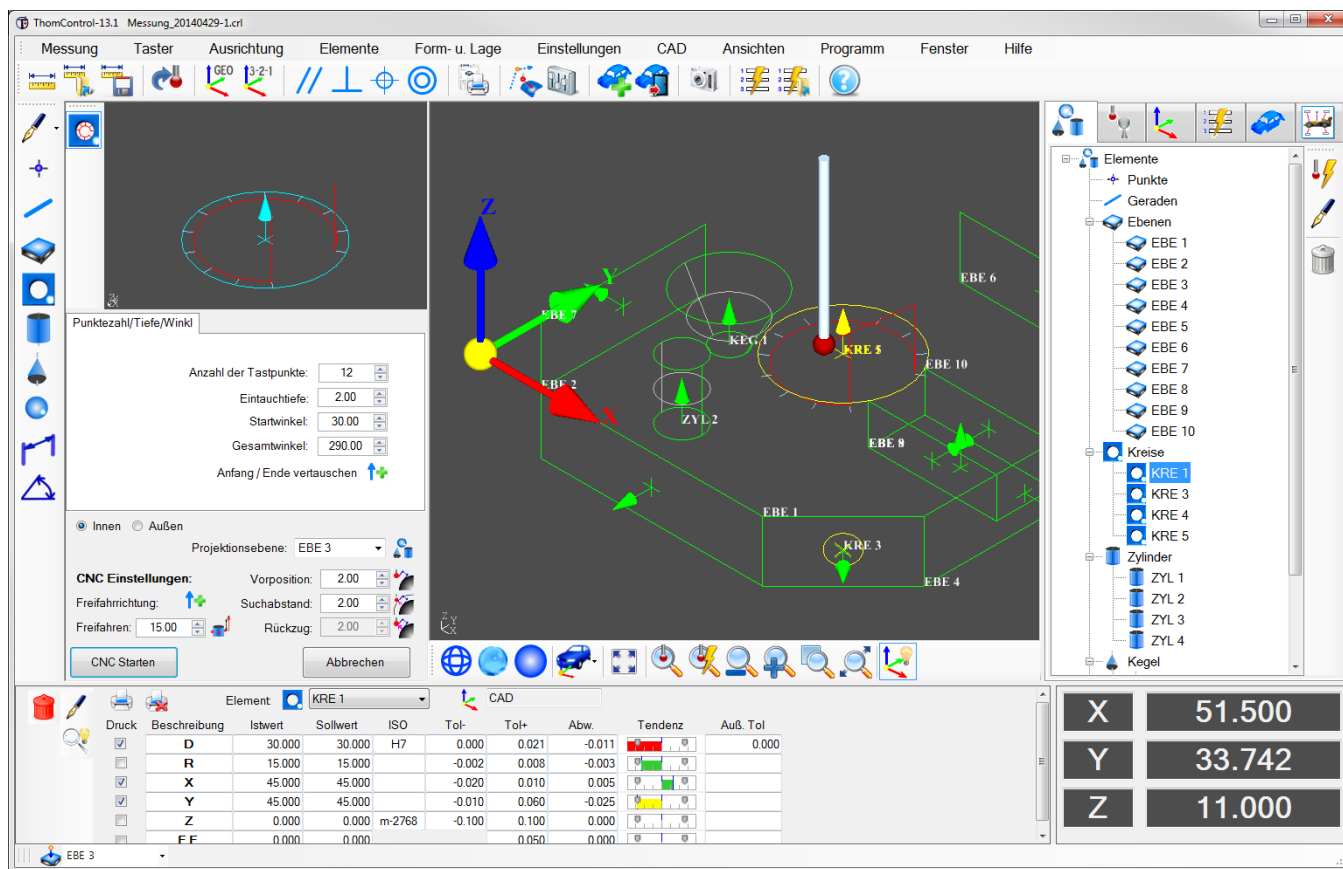 ThomControl-13.1 Messung_20140429-1.crl
Messung Taster Ausrichtung Elemente Form- u. Lage Einstellungen CAD Ansichten Programm Fenster Hilfe
GEO 3-2-1
Punktezahl/Tiefe/Winkl
Anzahl der Tastpunkte: 12
Eintauchtiefe: 2.00
Startwinkel: 30.00
Gesamtwinkel: 290.00
Anfang / Ende vertauschen
Innen Außen
Projektionsebene: EBE 3
CNC Einstellungen: Vorposition: 2.00
Freifahrrichtung: Suchabstand: 2.00
Freifahren: 15.00 Rückzug: 2.00
CNC Starten Abbrechen
Z
Y
X
EBE 6
EBE 7
KEG 1
EBE 10
EBE 2
ZYL 2
EBE 1
KRE 3
EBE 4
Z Y
X
Elemente
Punkte
Geraden
Ebenen
EBE 1
EBE 2
EBE 3
EBE 4
EBE 5
EBE 6
EBE 7
EBE 8
EBE 9
EBE 10
Kreise
KRE 1
KRE 3
KRE 4
KRE 5
Zylinder
ZYL 1
ZYL 2
ZYL 3
ZYL 4
Kegel
Element: KRE 1 CAD
Druck Beschreibung Istwert Sollwert ISO Tol- Tol+ Abw. Tendenz Auß. Tol
D 30.000 30.000 H7 0.000 0.021 -0.011 0.000
R 15.000 15.000 -0.002 0.008 -0.003
X 45.000 45.000 -0.020 0.010 0.005
Y 45.000 45.000 -0.010 0.060 -0.025
Z 0.000 0.000 m-2768 -0.100 0.100 0.000
0.000 0.000 0.050 0.000
X 51.500
Y 33.742
Z 11.000
EBE 3